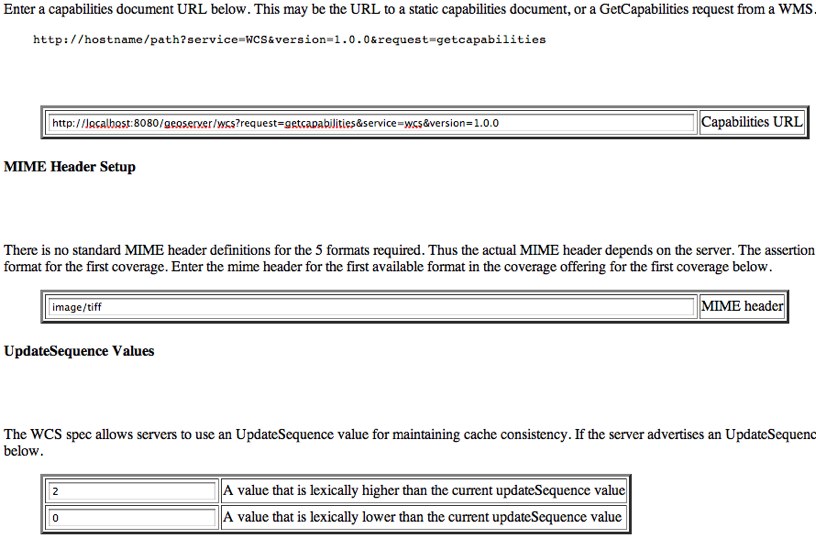 Enter a capabilities document URL below. This may be the URL to a static capabilities document, or a GetCapabilities request from a WMS.
http://hostname/path?service=WCS&version=1.0.0&request=getcapabilities
http://localhost:8080/geoserver/wcs?request=getcapabilities&service=wcs&version=1.0.0 Capabilities URL
MIME Header Setup
There is no standard MIME header definitions for the 5 formats required. Thus the actual MIME header depends on the server. The assertion
format for the first coverage. Enter the mime header for the first available format in the coverage offering for the first coverage below.
image/tiff MIME header
UpdateSequence Values
The WCS spec allows servers to use an UpdateSequence value for maintaining cache consistency. If the server advertises an UpdateSequenc
below.
2 A value that is lexically higher than the current updateSequence value
0 A value that is lexically lower than the current updateSequence value